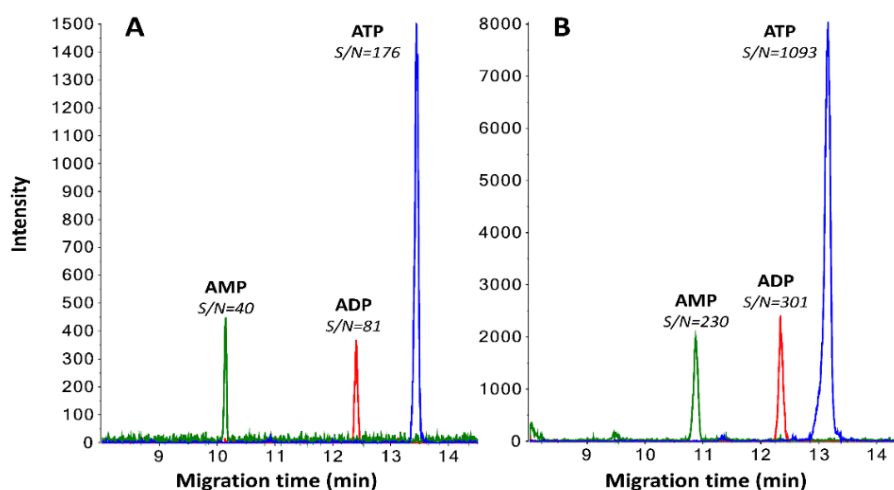 A
ATP
S/N=176
AMP
S/N=40
ADP
S/N=81
Intensity
1500
1400
1300
1200
1100
1000
900
800
700
600
500
400
300
200
100
0
9 10 11 12 13 14
Migration time (min)
B
ATP
S/N=1093
AMP
S/N=230
ADP
S/N=301
8000
7000
6000
5000
4000
3000
2000
1000
0
9 10 11 12 13 14
Migration time (min)